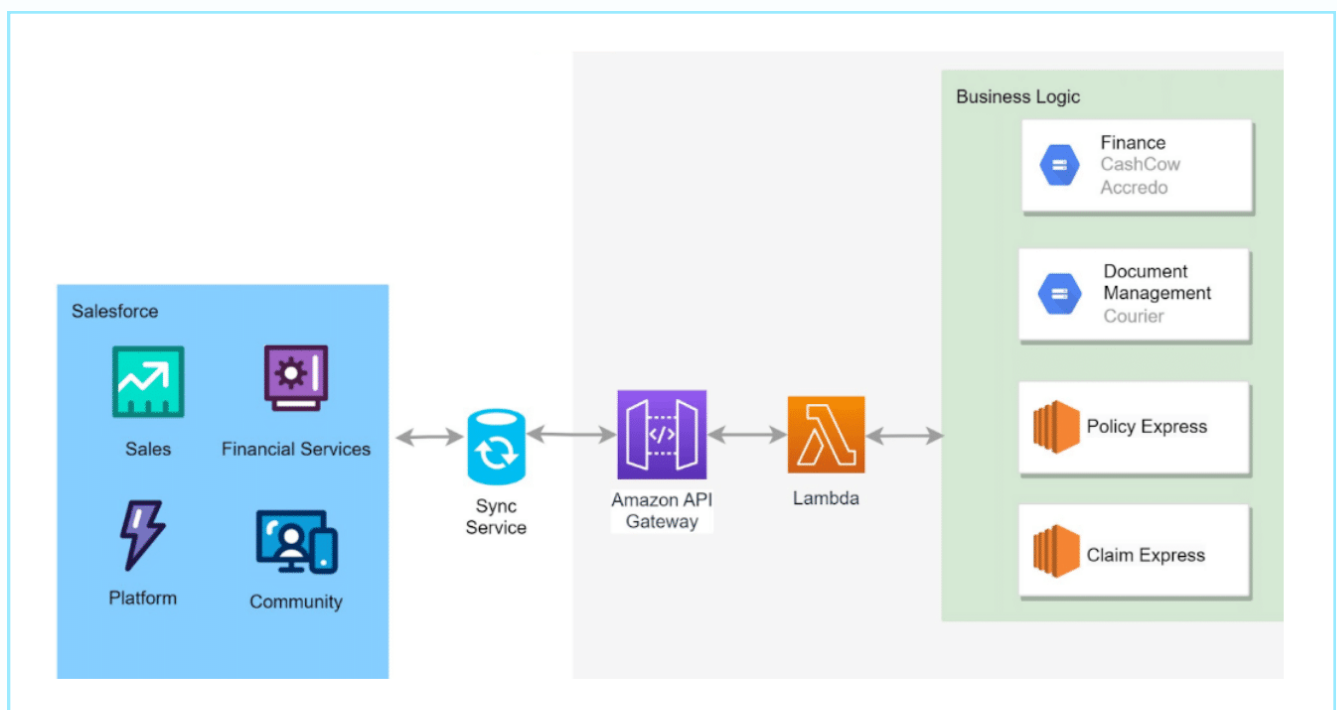 Business Logic
Finance
CashCow
Accredo
Document
Management
Courier
Policy Express
Claim Express
Salesforce
Sales
Financial Services
Platform
Community
Sync
Service
Amazon API
Gateway
Lambda